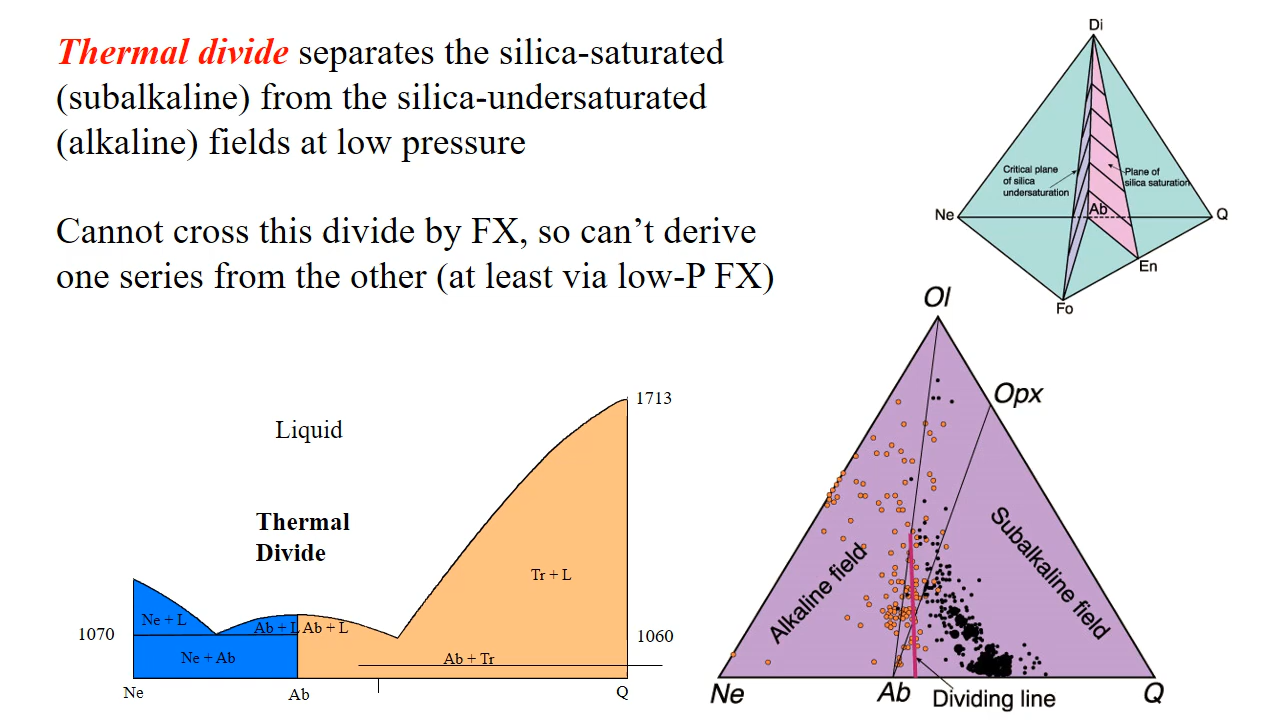 Thermal divide separates the silica-saturated
(subalkaline) from the silica-undersaturated
(alkaline) fields at low pressure
Cannot cross this divide by FX, so can’t derive
one series from the other (at least via low-P FX)
Di
Critical plane
of silica
undersaturation
Plane of
silica saturation
Ne
Ab
Q
En
Fo
Liquid
Thermal
Divide
1713
Tr + L
Ne + L
Ab + L
Ab + L
1070
1060
Ne + Ab
Ab + Tr
Ne
Ab
Q
Ol
Opx
Alkaline field
Subalkaline field
Ne
Ab
Dividing line
Q